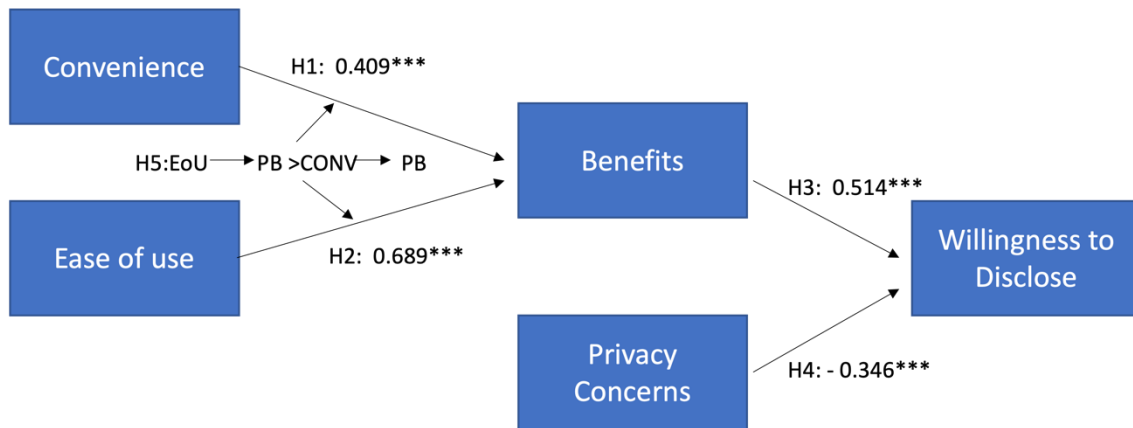 Convenience
H1: 0.409***
H5:EoU PB >CONV PB
Ease of use
H2: 0.689***
Benefits
H3: 0.514***
Willingness to
Disclose
Privacy
Concerns
H4: - 0.346***